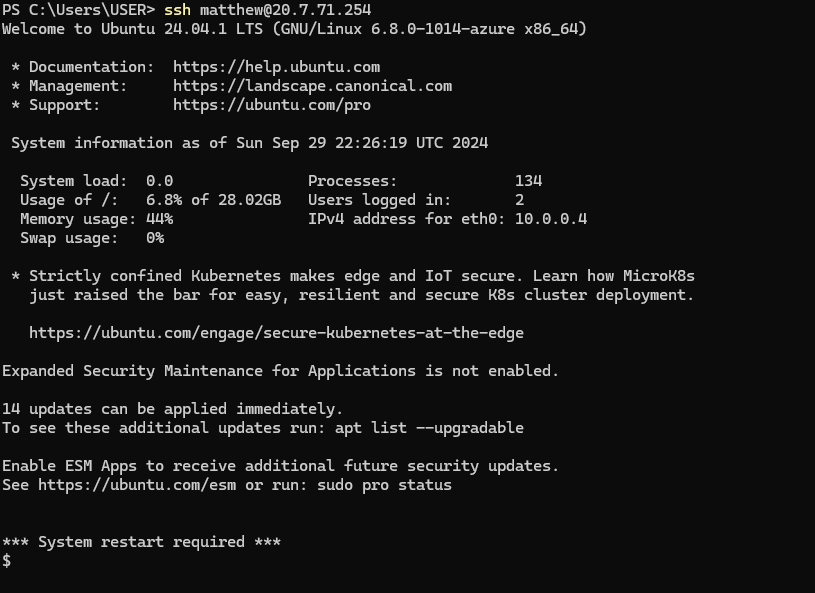 PS C:\Users\USER> ssh matthew@20.7.71.254
Welcome to Ubuntu 24.04.1 LTS (GNU/Linux 6.8.0-1014-azure x86_64)
* Documentation:  https://help.ubuntu.com
* Management:     https://landscape.canonical.com
* Support:        https://ubuntu.com/pro
System information as of Sun Sep 29 22:26:19 UTC 2024
System load:  0.0               Processes:             134
Usage of /:   6.8% of 28.02GB   Users logged in:       2
Memory usage: 44%               IPv4 address for eth0: 10.0.0.4
Swap usage:   0%
* Strictly confined Kubernetes makes edge and IoT secure. Learn how MicroK8s
just raised the bar for easy, resilient and secure K8s cluster deployment.
https://ubuntu.com/engage/secure-kubernetes-at-the-edge
Expanded Security Maintenance for Applications is not enabled.
14 updates can be applied immediately.
To see these additional updates run: apt list --upgradable
Enable ESM Apps to receive additional future security updates.
See https://ubuntu.com/esm or run: sudo pro status
*** System restart required ***
$